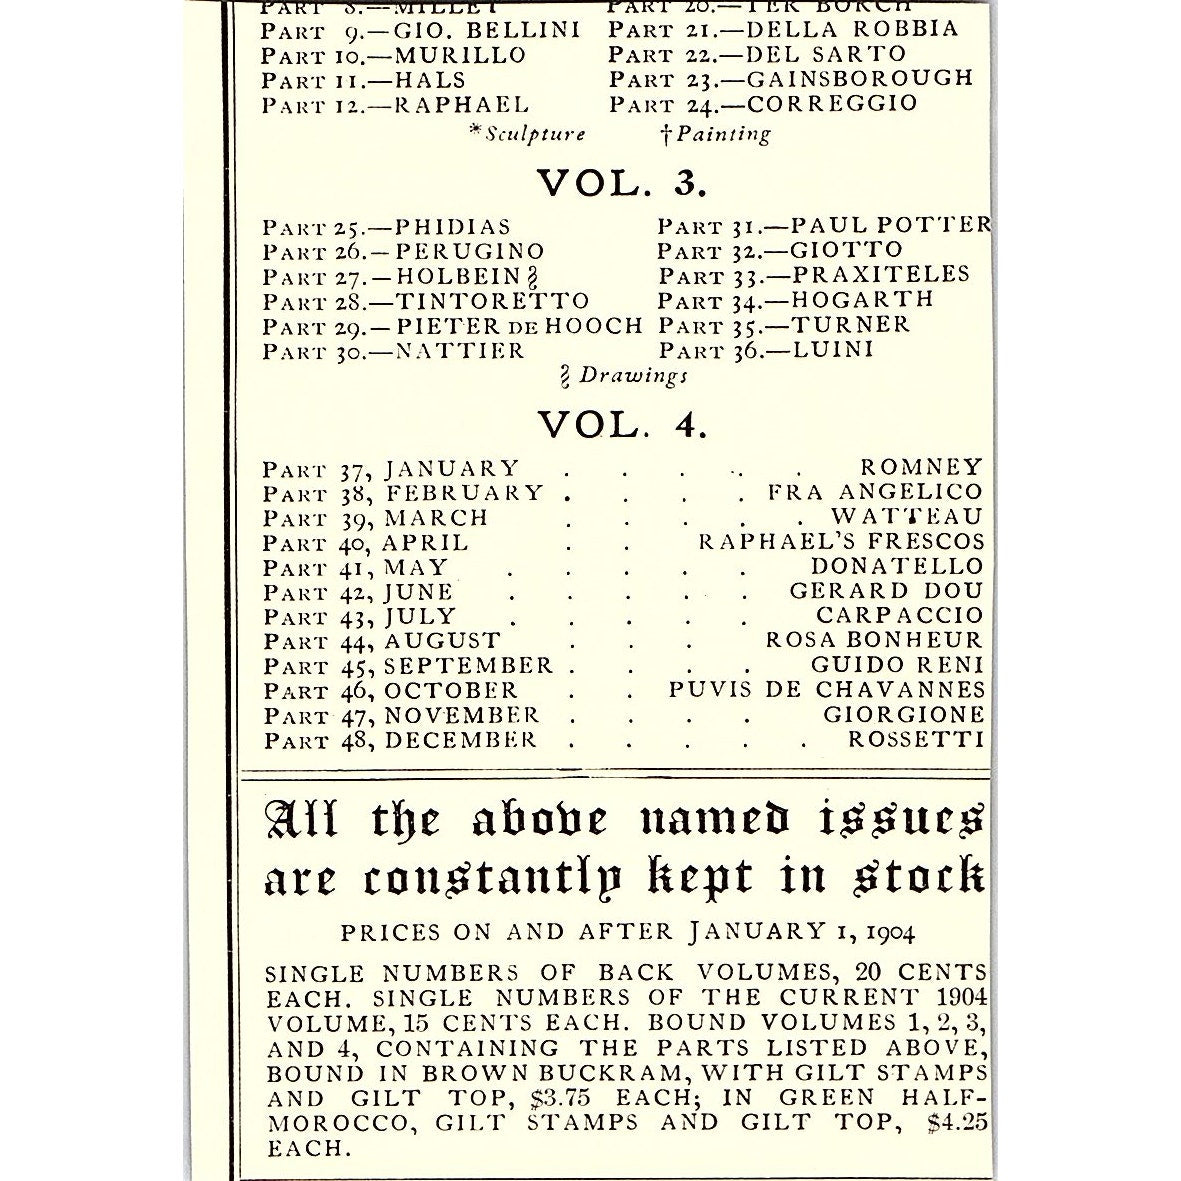 PART 8.—MILLET PART 20.—TER BORCH
PART 9.—GIO. BELLINI PART 21.—DELLA ROBBIA
PART 10.—MURILLO PART 22.—DEL SARTO
PART 11.—HALS PART 23.—GAINSBOROUGH
PART 12.—RAPHAEL PART 24.—CORREGGIO
*Sculpture †Painting
VOL. 3.
PART 25.—PHIDIAS PART 31.—PAUL POTTER
PART 26.—PERUGINO PART 32.—GIOTTO
PART 27.—HOLBEIN§ PART 33.—PRAXITELES
PART 28.—TINTORETTO PART 34.—HOGARTH
PART 29.—PIETER DE HOOCH PART 35.—TURNER
PART 30.—NATTIER PART 36.—LUINI
§ Drawings
VOL. 4.
PART 37, JANUARY . . . . . ROMNEY
PART 38, FEBRUARY . . . . FRA ANGELICO
PART 39, MARCH . . . . . WATTEAU
PART 40, APRIL . . RAPHAEL'S FRESCOS
PART 41, MAY . . . . . DONATELLO
PART 42, JUNE . . . . . GERARD DOU
PART 43, JULY . . . . . CARPACCIO
PART 44, AUGUST . . . ROSA BONHEUR
PART 45, SEPTEMBER . . . . GUIDO RENI
PART 46, OCTOBER . . PUVIS DE CHAVANNES
PART 47, NOVEMBER . . . . GIORGIONE
PART 48, DECEMBER . . . . . ROSSETTI
All the above named issues
are constantly kept in stock
PRICES ON AND AFTER JANUARY 1, 1904
SINGLE NUMBERS OF BACK VOLUMES, 20 CENTS
EACH. SINGLE NUMBERS OF THE CURRENT 1904
VOLUME, 15 CENTS EACH. BOUND VOLUMES 1, 2, 3,
AND 4, CONTAINING THE PARTS LISTED ABOVE,
BOUND IN BROWN BUCKRAM, WITH GILT STAMPS
AND GILT TOP, $3.75 EACH; IN GREEN HALF-
MOROCCO, GILT STAMPS AND GILT TOP, $4.25
EACH.